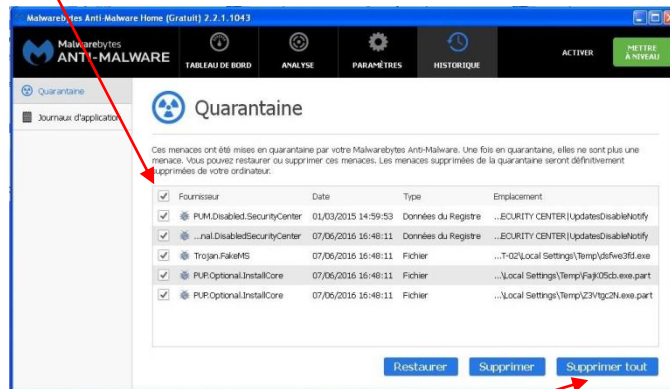 Malwarebytes Anti-Malware Home (Gratuit) 2.2.1.1043
Malwarebytes
ANTI-MALWARE
TABLEAU DE BORD
ANALYSE
PARAMÈTRES
HISTORIQUE
ACTIVER
METTRE
À NIVEAU
Quarantaine
Journaux d'application
Quarantaine
Ces menaces ont été mises en quarantaine par votre Malwarebytes Anti-Malware. Une fois en quarantaine, elles ne sont plus une
menace. Vous pouvez restaurer ou supprimer ces menaces. Les menaces supprimées de la quarantaine seront définitivement
supprimées de votre ordinateur.
Fournisseur Date Type Emplacement
PUM.Disabled.SecurityCenter 01/03/2015 14:59:53 Données du Registre ...ECURITY CENTER|UpdatesDisableNotify
...nal.DisabledSecurityCenter 07/06/2016 16:48:11 Données du Registre ...ECURITY CENTER|UpdatesDisableNotify
Trojan.FakeMS 07/06/2016 16:48:11 Fichier ...T-02\Local Settings\Temp\dsfwe3fd.exe
PUP.Optional.InstallCore 07/06/2016 16:48:11 Fichier ...\Local Settings\Temp\FajK05cb.exe.part
PUP.Optional.InstallCore 07/06/2016 16:48:11 Fichier ...\Local Settings\Temp\Z3Vtgc2N.exe.part
Restaurer
Supprimer
Supprimer tout